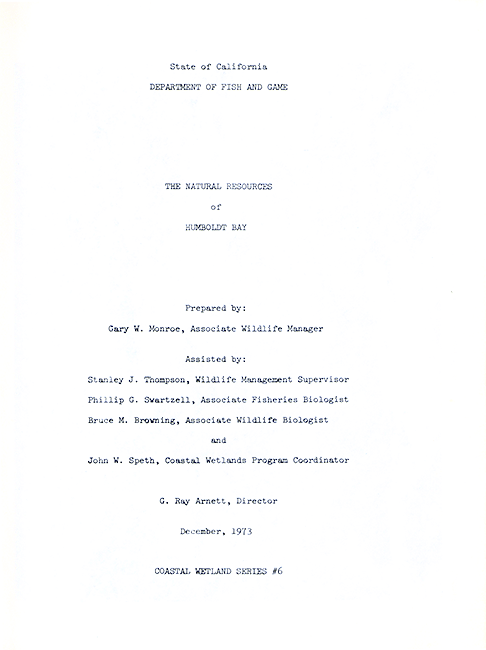 State of California
DEPARTMENT OF FISH AND GAME
THE NATURAL RESOURCES
of
HUMBOLDT BAY
Prepared by:
Gary W. Monroe, Associate Wildlife Manager
Assisted by:
Stanley J. Thompson, Wildlife Management Supervisor
Phillip G. Swartzell, Associate Fisheries Biologist
Bruce M. Browning, Associate Wildlife Biologist
and
John W. Speth, Coastal Wetlands Program Coordinator
G. Ray Arnett, Director
December, 1973
COASTAL WETLAND SERIES #6